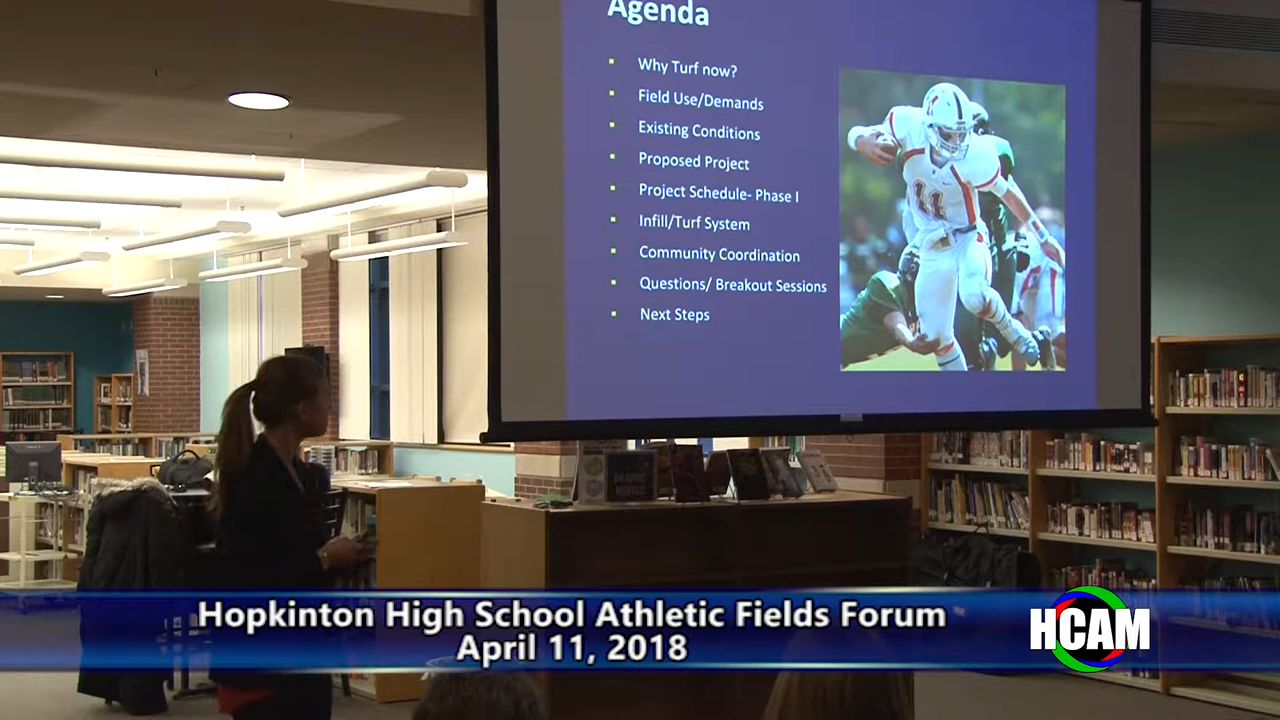 Agenda
Why Turf now?
Field Use/Demands
Existing Conditions
Proposed Project
Project Schedule- Phase I
Infill/Turf System
Community Coordination
Questions/ Breakout Sessions
Next Steps
11
Hopkinton High School Athletic Fields Forum
April 11, 2018
HCAM